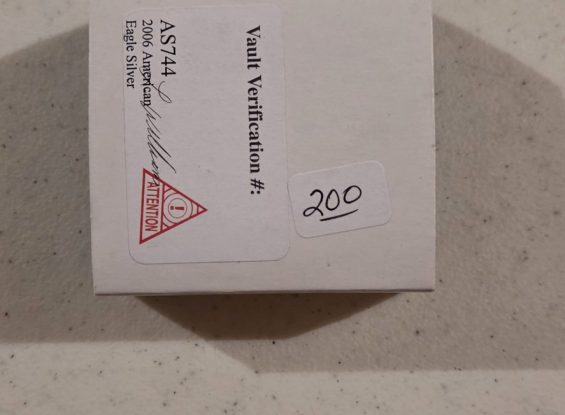 Vault Verification #:
AS744
2006 American
Eagle Silver
! ATTENTION
200